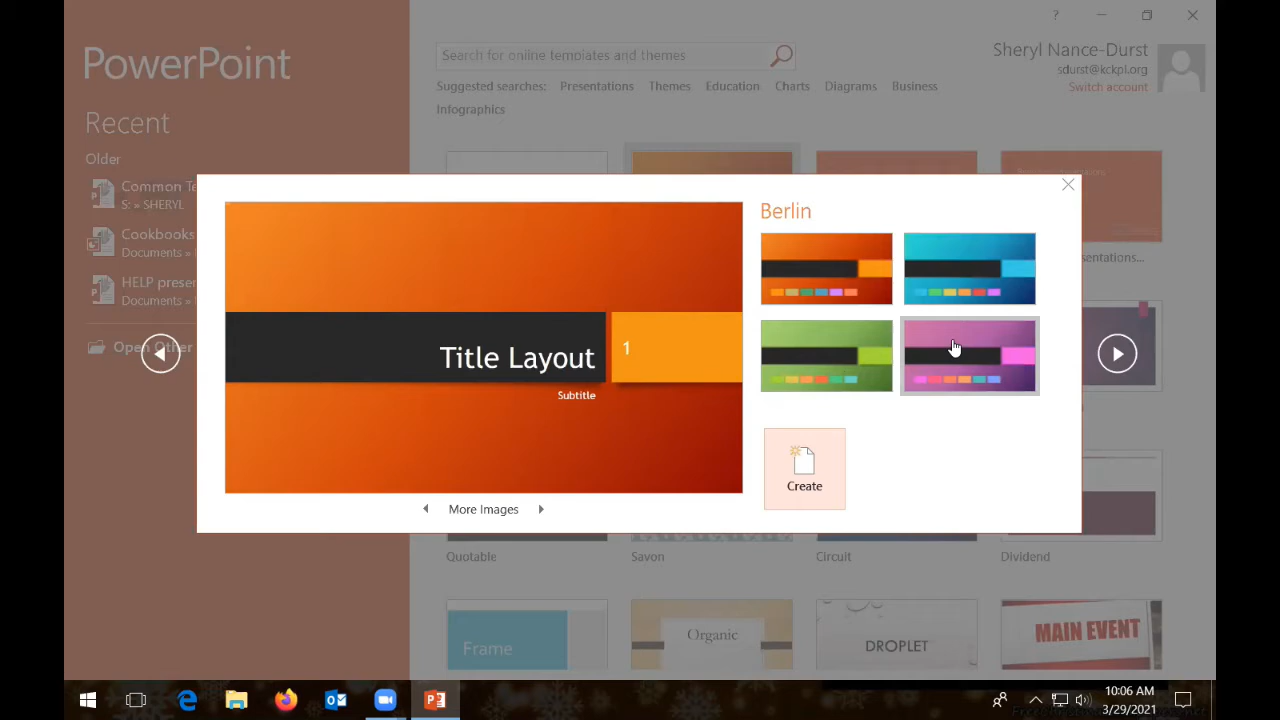 PowerPoint
Recent
Older
Common Te
S: » SHERYL
Cookbooks
Documents »
HELP preser
Documents »
Open Other
Search for online templates and themes
Suggested searches: Presentations Themes Education Database Charts Diagrams Business
Infographics
?
Sheryl Nance-Durst
sdurst@kckpl.org
Switch account
esentations...
Berlin
Title Layout
1
Subtitle
More Images
Create
Quotable
Savon
Circuit
Dividend
Frame
Organic
DROPLET
MAIN EVENT
10:06 AM
3/29/2021